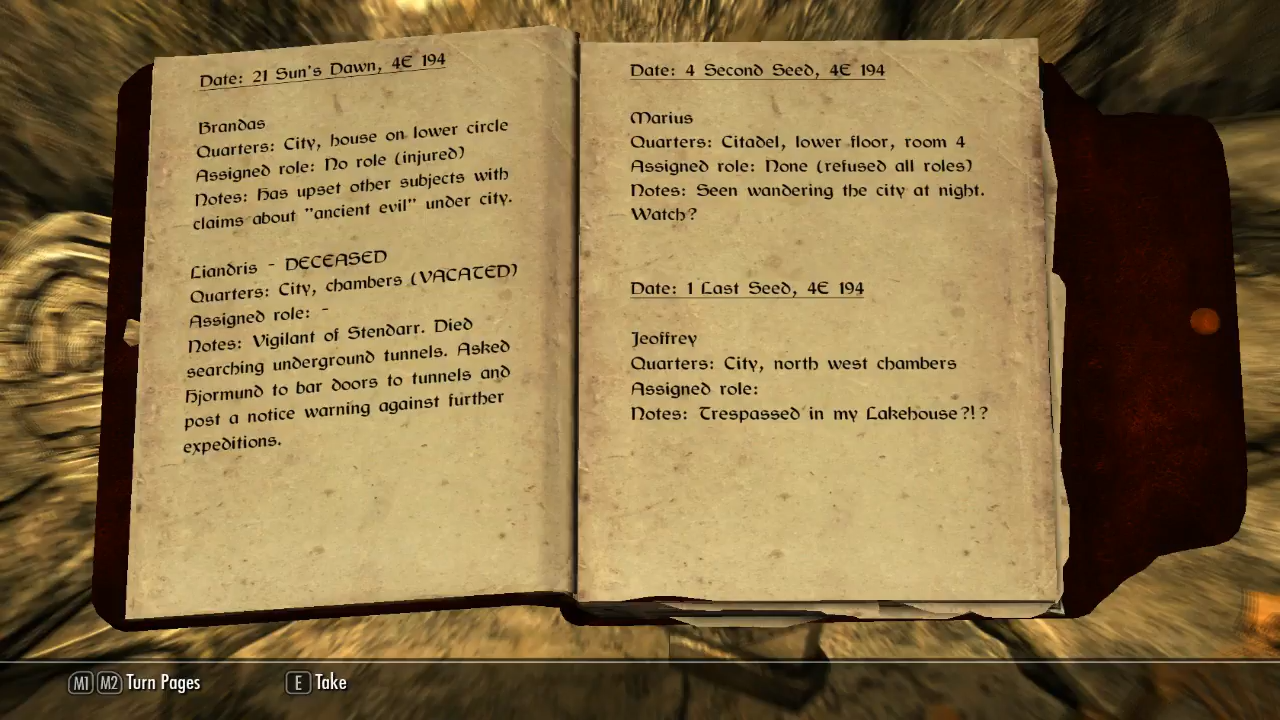 Date: 21 Sun's Dawn, 4E 194
Brandas
Quarters: City, house on lower circle
Assigned role: No role (injured)
Notes: Has upset other subjects with
claims about "ancient evil" under city.
Liandris - DECEASED
Quarters: City, chambers (VACATED)
Assigned role: -
Notes: Vigilant of Stendarr. Died
searching underground tunnels. Asked
Hjormund to bar doors to tunnels and
post a notice warning against further
expeditions.
Date: 4 Second Seed, 4E 194
Marius
Quarters: Citadel, lower floor, room 4
Assigned role: None (refused all roles)
Notes: Seen wandering the city at night.
Watch?
Date: 1 Last Seed, 4E 194
Jeoffrey
Quarters: City, north west chambers
Assigned role:
Notes: Trespassed in my Lakehouse?!?
M1 M2 Turn Pages
E Take